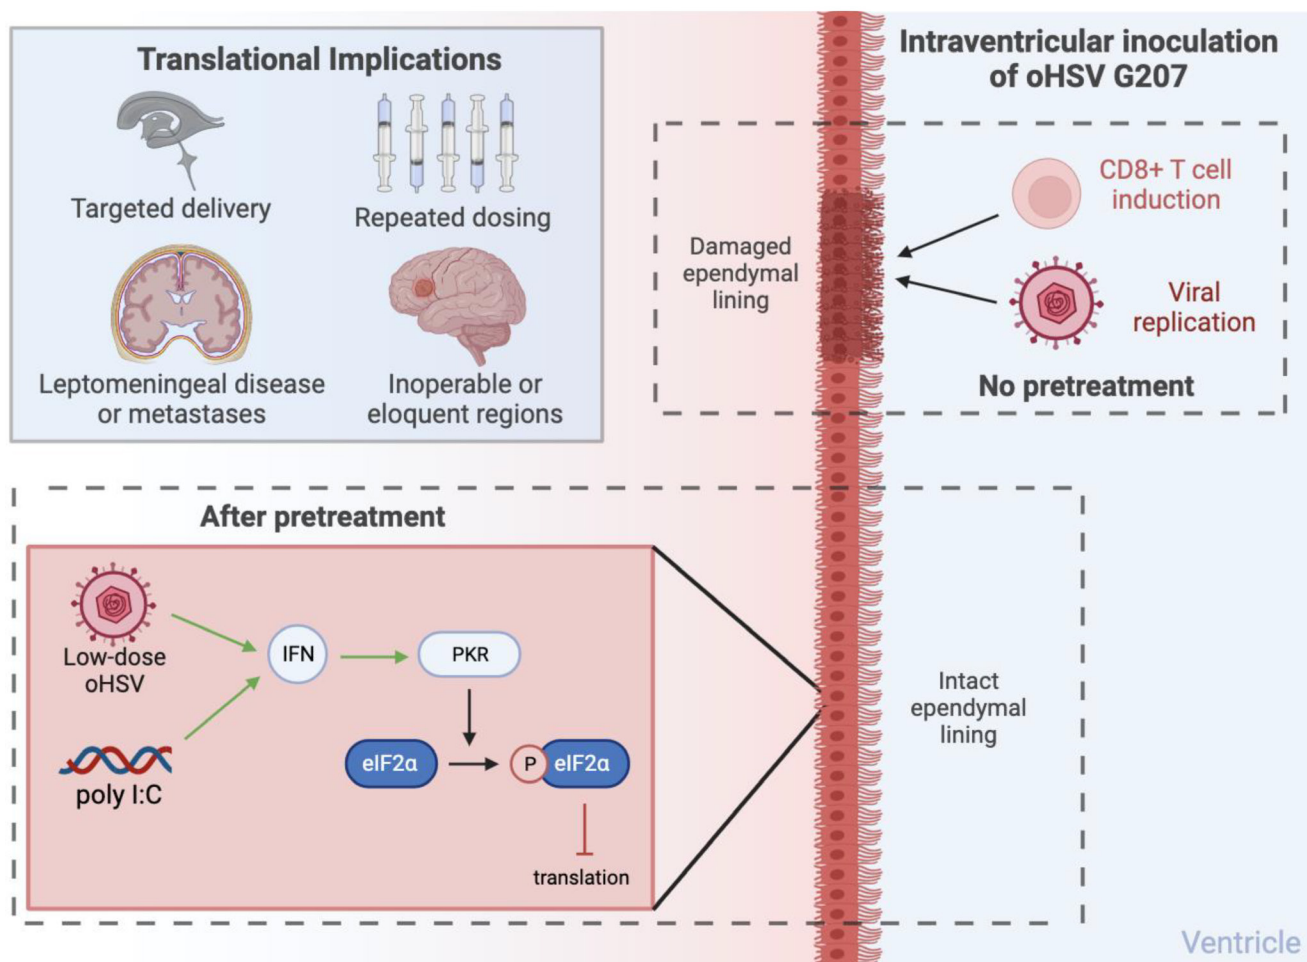 Translational Implications
Targeted delivery
Repeated dosing
Leptomeningeal disease
or metastases
Inoperable or
eloquent regions
Intraventricular inoculation
of oHSV G207
Damaged
ependymal
lining
CD8+ T cell
induction
Viral
replication
No pretreatment
After pretreatment
Low-dose
oHSV
IFN
PKR
poly I:C
eIF2α
P
eIF2α
translation
Intact
ependymal
lining
Ventricle